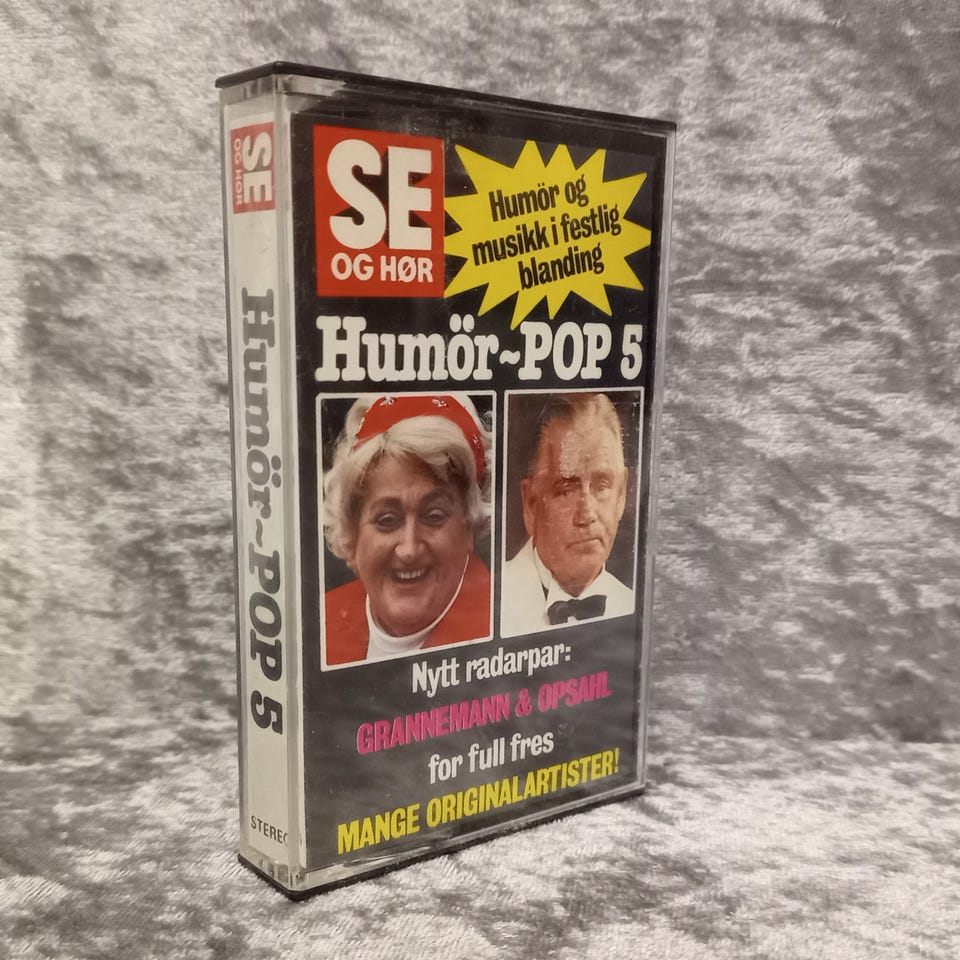 SE
OG HØR
Humör-POP 5
STEREO
SE
OG HØR
Humör og
musikk i festlig
blanding
Humör~POP 5
Nytt radarpar:
GRANNEMANN & OPSAHL
for full fres
MANGE ORIGINALARTISTER!